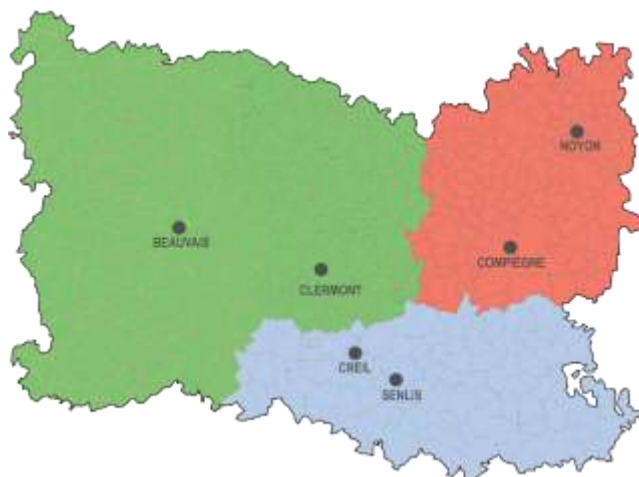 NOYON
BEAUVAIS
COMPIEGNE
CLERMONT
CREIL
SENLIS